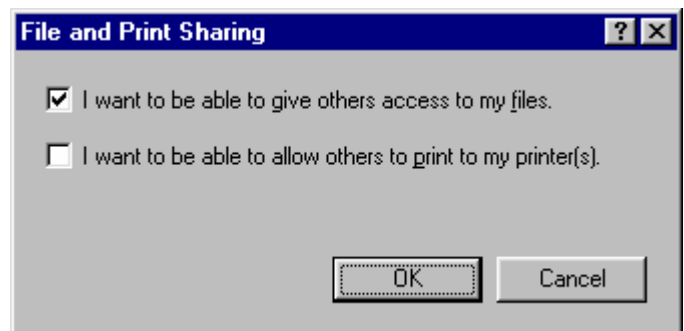 File and Print Sharing
I want to be able to give others access to my files.
I want to be able to allow others to print to my printer(s).
OK Cancel